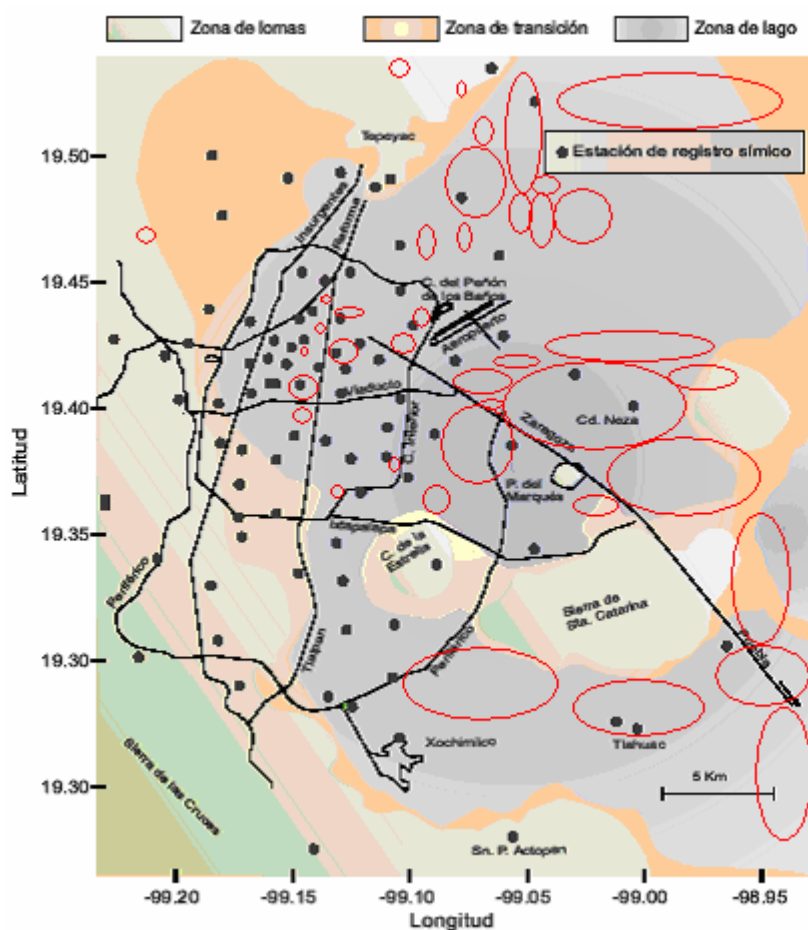 Zona de lomas
Zona de transición
Zona de lago
Tepeyac
Estación de registro símico
Insurgentes
Reforma
C. del Peñón
de los Baños
Aeropuerto
Viaducto
C. Interior
Zaragoza
Cd. Neza
P. del
Marqués
Ixtapalapa
C. de la
Estrella
Sierra de
Sta. Catarina
Periférico
Tlalpan
Periférico
Puebla
Xochimilco
Tlahuac
Sierra de las Cruces
5 Km
Sn. P. Actopan
Latitud
19.50
19.45
19.40
19.35
19.30
19.30
-99.20
-99.15
-99.10
-99.05
-99.00
-98.95
Longitud